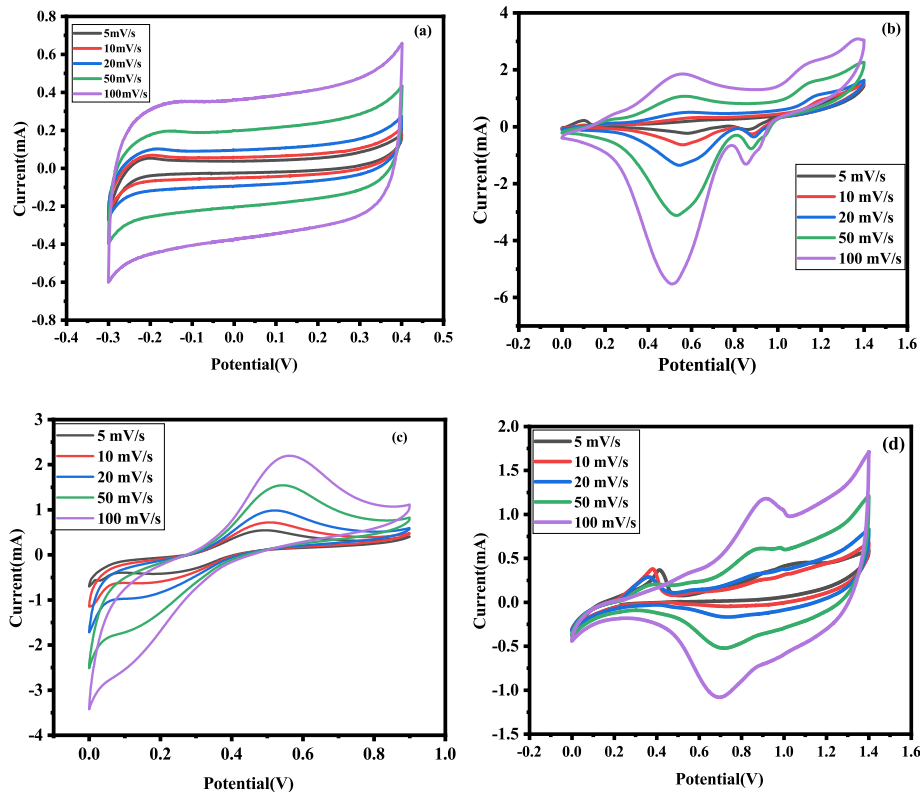 (a)
5mV/s
10mV/s
20mV/s
50mV/s
100mV/s
0.8
0.6
0.4
0.2
0.0
-0.2
-0.4
-0.6
-0.8
Current(mA)
-0.4 -0.3 -0.2 -0.1 0.0 0.1 0.2 0.3 0.4 0.5
Potential(V)
(b)
4
2
0
-2
-4
-6
Current(mA)
5 mV/s
10 mV/s
20 mV/s
50 mV/s
100 mV/s
-0.2 0.0 0.2 0.4 0.6 0.8 1.0 1.2 1.4 1.6
Potential(V)
(c)
5 mV/s
10 mV/s
20 mV/s
50 mV/s
100 mV/s
3
2
1
0
-1
-2
-3
-4
Current(mA)
0.0 0.2 0.4 0.6 0.8 1.0
Potential(V)
(d)
5 mV/s
10 mV/s
20 mV/s
50 mV/s
100 mV/s
2.0
1.5
1.0
0.5
0.0
-0.5
-1.0
-1.5
Current(mA)
-0.2 0.0 0.2 0.4 0.6 0.8 1.0 1.2 1.4 1.6
Potential(V)